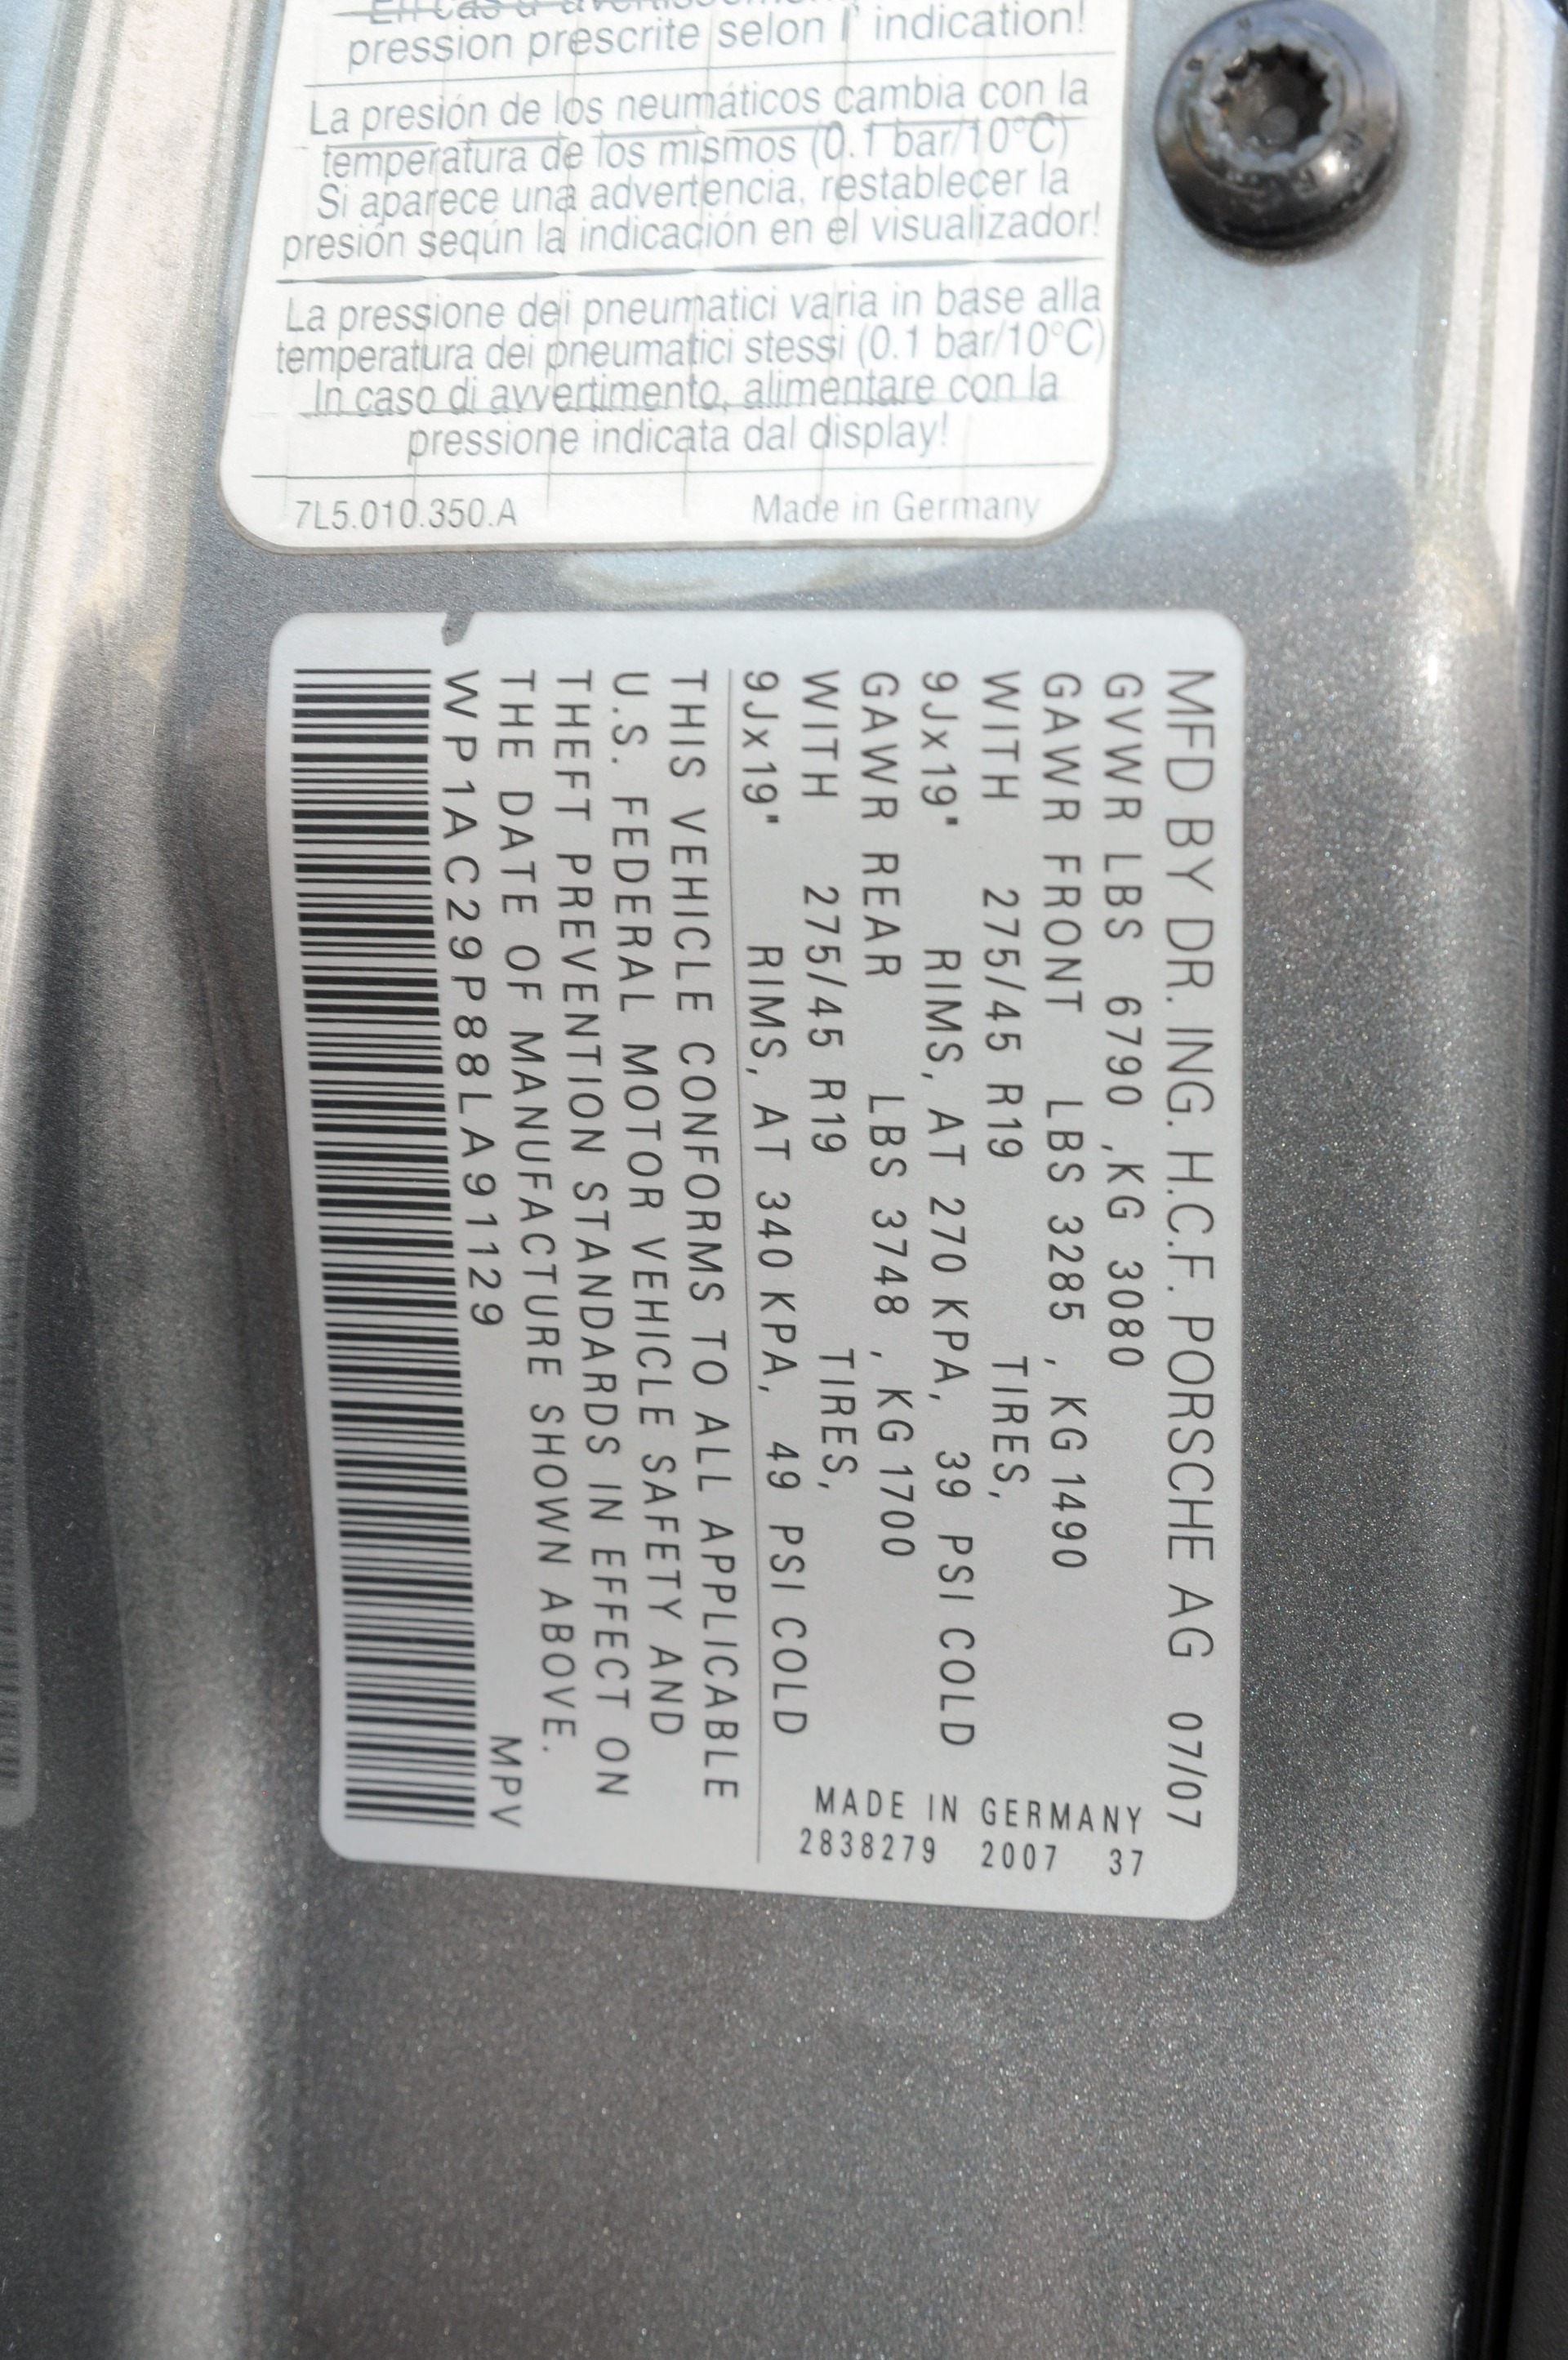 pression prescrite selon l' indication!
La presión de los neumáticos cambia con la
temperatura de los mismos (0.1 bar/10°C)
Si aparece una advertencia, restablecer la
presión según la indicación en el visualizador!
La pressione dei pneumatici varia in base alla
temperatura dei pneumatici stessi (0.1 bar/10°C)
In caso di avvertimento, alimentare con la
pressione indicata dal display!
7L5.010.350.A Made in Germany
MFD BY DR. ING. H.C.F. PORSCHE AG 07/07
GVWR LBS 6790 ,KG 3080
GAWR FRONT LBS 3285 , KG 1490
WITH 275/45 R19 TIRES,
9Jx19" RIMS, AT 270 KPA, 39 PSI COLD
GAWR REAR LBS 3748 , KG 1700
WITH 275/45 R19 TIRES,
9Jx19" RIMS, AT 340 KPA, 49 PSI COLD
MADE IN GERMANY
2838279 2007 37
THIS VEHICLE CONFORMS TO ALL APPLICABLE
U.S. FEDERAL MOTOR VEHICLE SAFETY AND
THEFT PREVENTION STANDARDS IN EFFECT ON
THE DATE OF MANUFACTURE SHOWN ABOVE.
WP1AC29P88LA91129 MPV